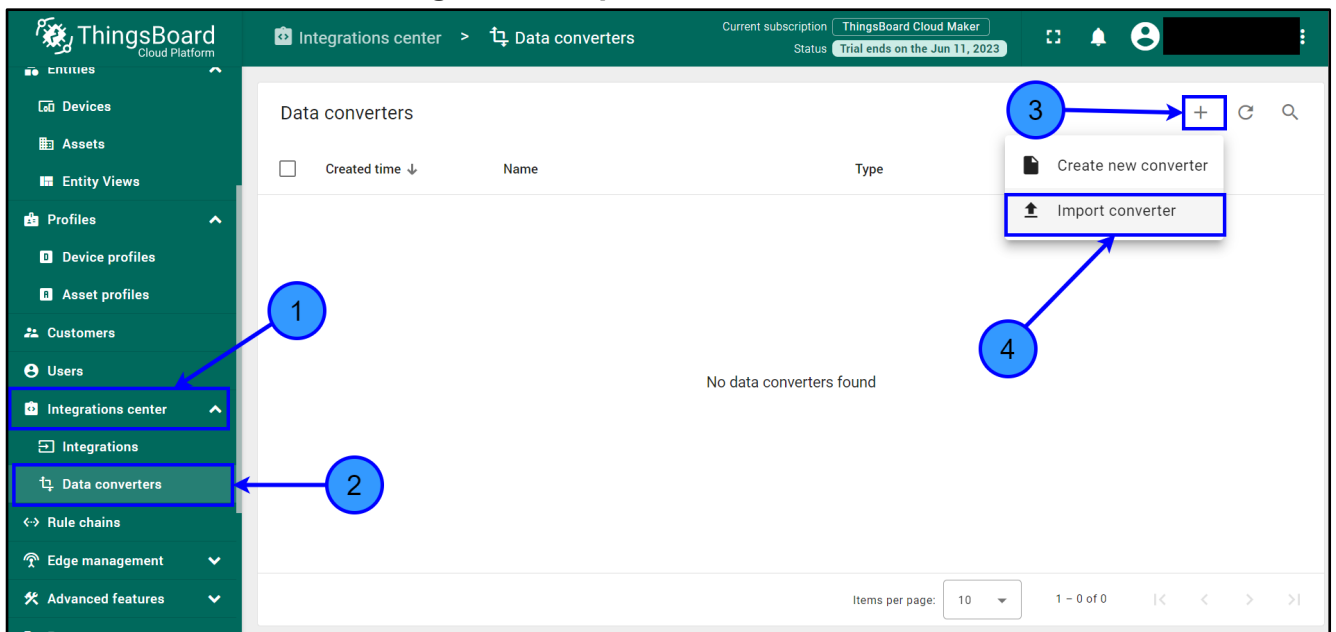 ThingsBoard
Cloud Platform
Integrations center > Data converters
Current subscription ThingsBoard Cloud Maker
Status Trial ends on the Jun 11, 2023
Entities
Devices
Assets
Entity Views
Profiles
Device profiles
Asset profiles
Customers
Users
Integrations center
Integrations
Data converters
Rule chains
Edge management
Advanced features
Data converters
Created time Name Type
Create new converter
Import converter
No data converters found
Items per page: 10 1 – 0 of 0
1
2
3
4